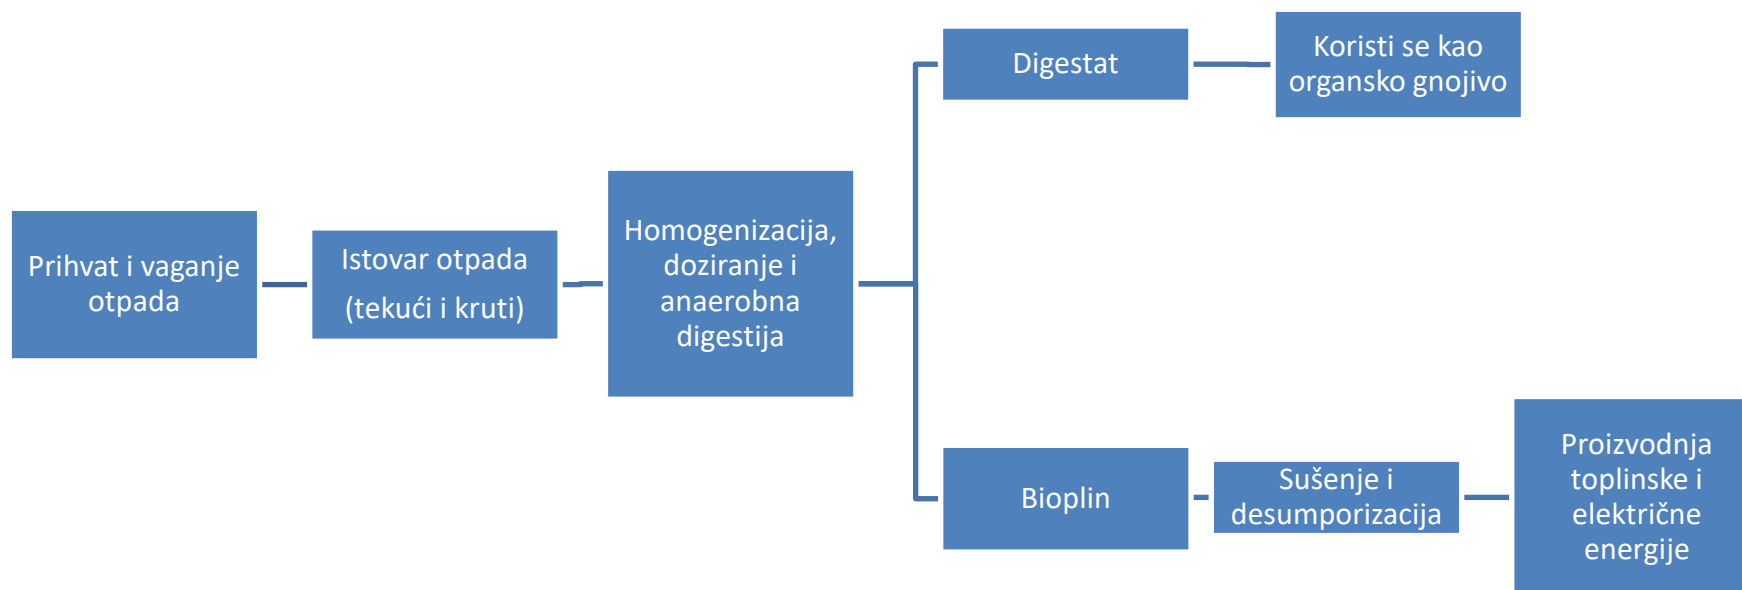 Prihvat i vaganje
otpada
Istovar otpada
(tekući i kruti)
Homogenizacija,
doziranje i
anaerobna
digestija
Digestat
Koristi se kao
organsko gnojivo
Bioplin
Sušenje i
desumporizacija
Proizvodnja
toplinske i
električne
energije